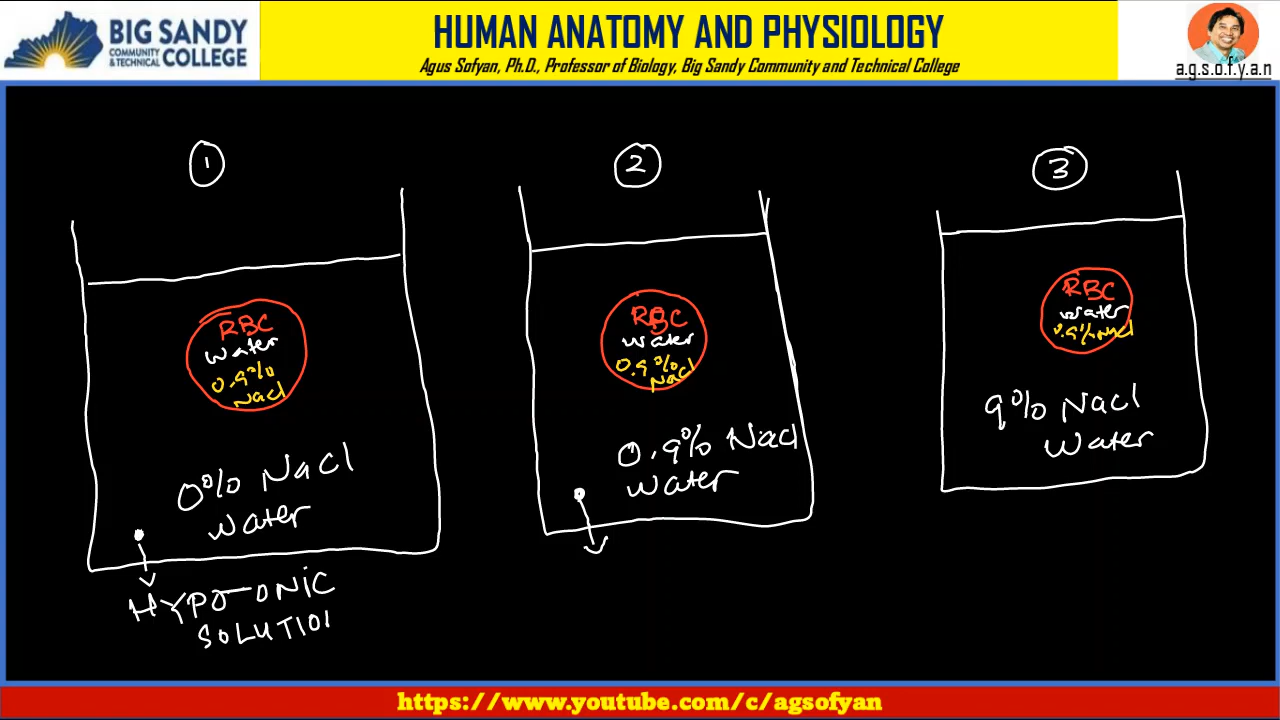 BIG SANDY
COMMUNITY
& TECHNICAL COLLEGE
HUMAN ANATOMY AND PHYSIOLOGY
Agus Sofyan, Ph.D., Professor of Biology, Big Sandy Community and Technical College
a.g.s.o.f.y.a.n
1
RBC
water
0.9%
NaCl
0% NaCl
water
HYPOTONIC
SOLUTION
2
RBC
water
0.9%
NaCl
0.9% NaCl
water
3
RBC
water
0.9% NaCl
9% NaCl
water
https://www.youtube.com/c/agsofyan